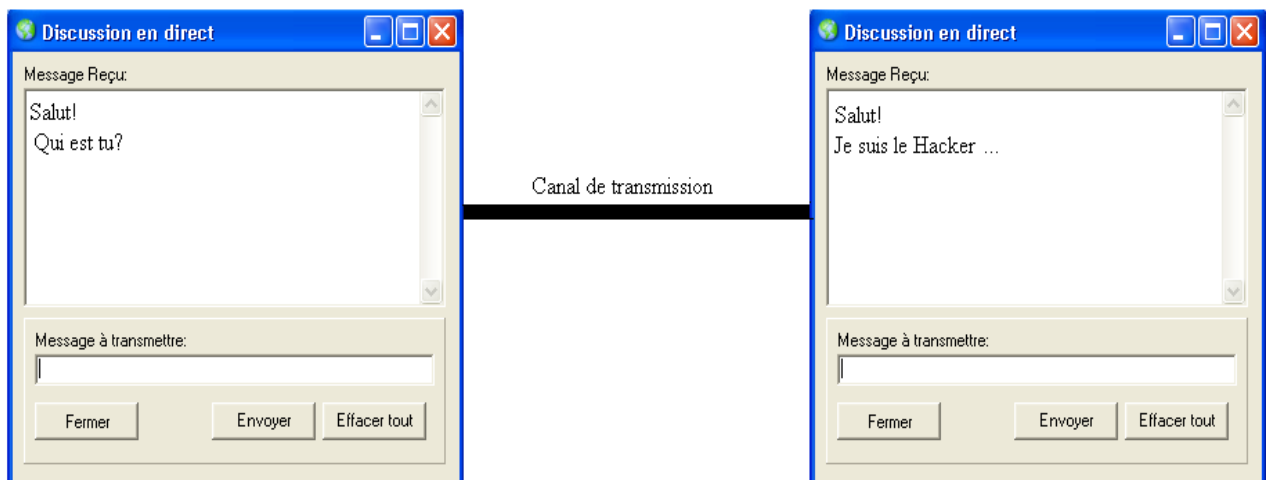 Discussion en direct
Message Reçu:
Salut!
Qui est tu?
Message à transmettre:
Fermer
Envoyer
Effacer tout
Canal de transmission
Discussion en direct
Message Reçu:
Salut!
Je suis le Hacker ...
Message à transmettre:
Fermer
Envoyer
Effacer tout